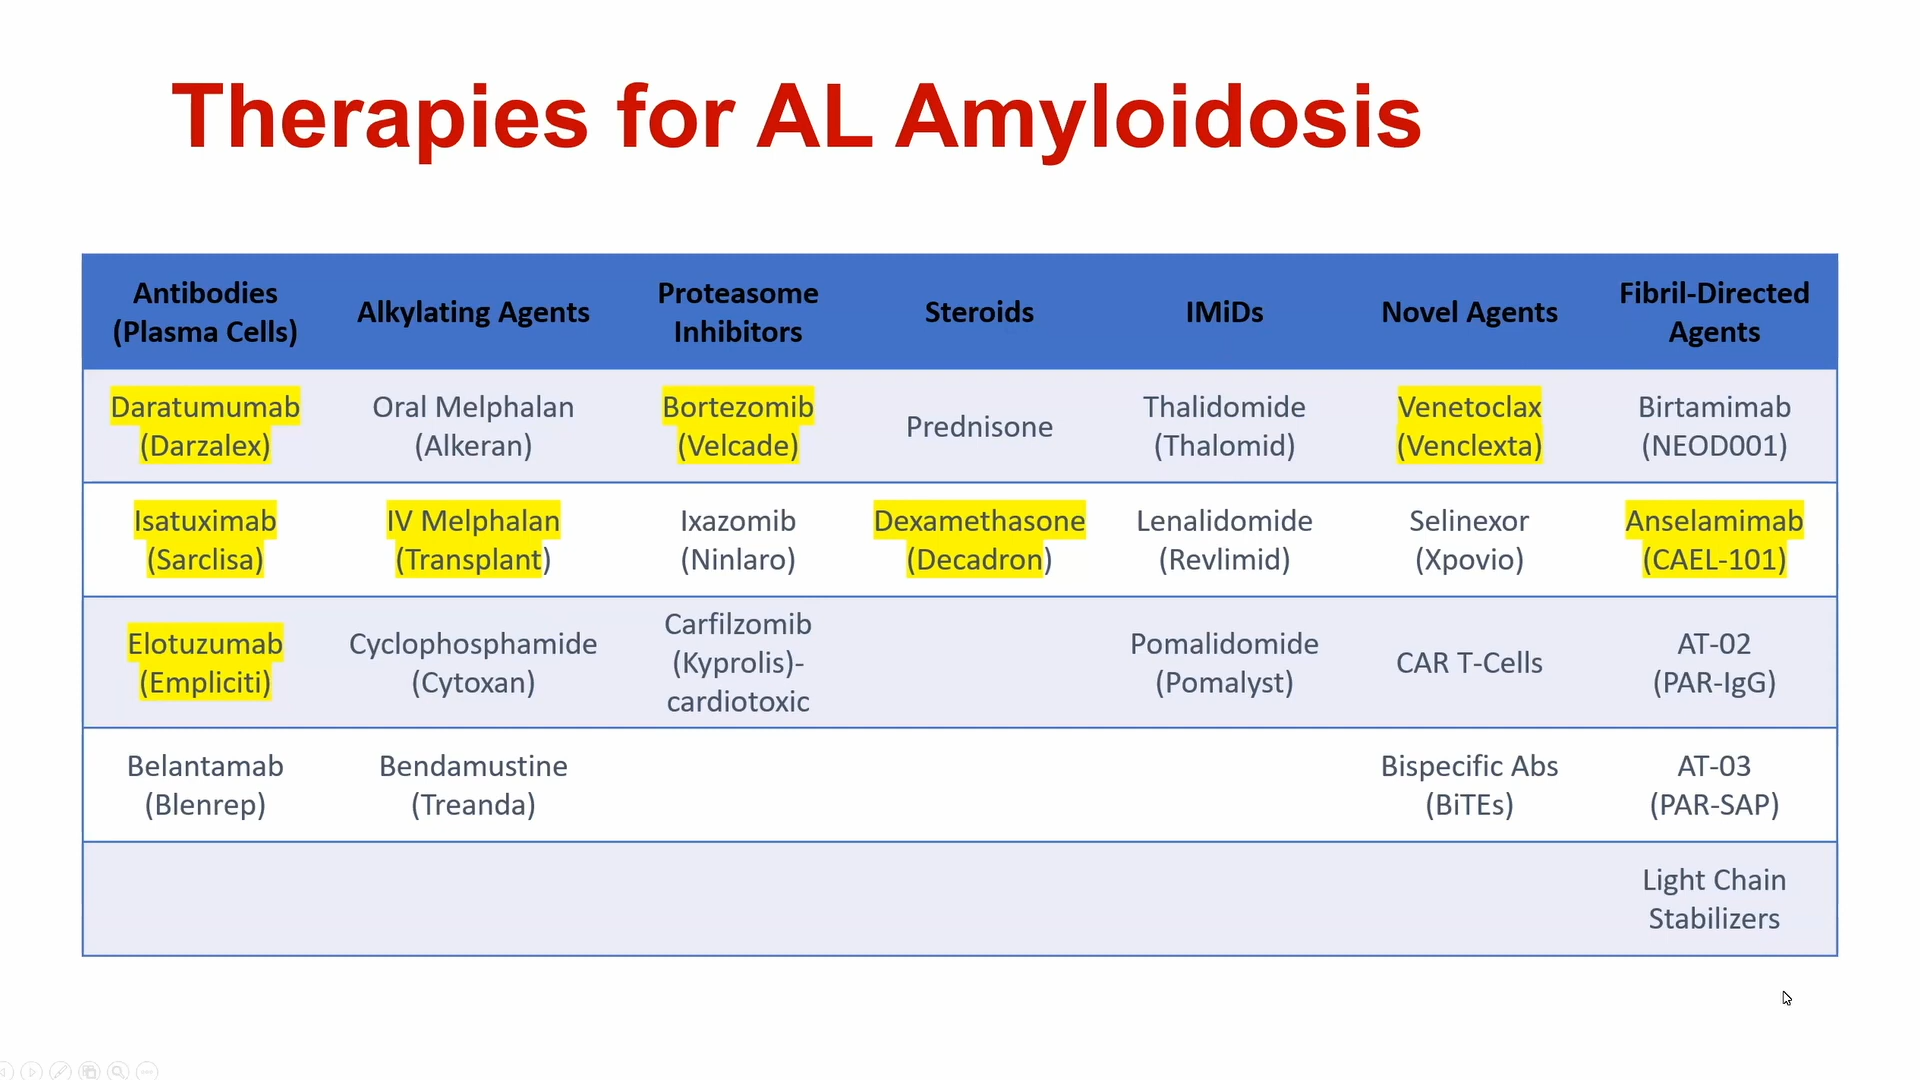 Therapies for AL Amyloidosis
Antibodies
(Plasma Cells)
Alkylating Agents
Proteasome
Inhibitors
Steroids
IMiDs
Novel Agents
Fibril-Directed
Agents
Daratumumab
(Darzalex)
Oral Melphalan
(Alkeran)
Bortezomib
(Velcade)
Prednisone
Thalidomide
(Thalomid)
Venetoclax
(Venclexta)
Birtamimab
(NEOD001)
Isatuximab
(Sarclisa)
IV Melphalan
(Transplant)
Ixazomib
(Ninlaro)
Dexamethasone
(Decadron)
Lenalidomide
(Revlimid)
Selinexor
(Xpovio)
Anselamimab
(CAEL-101)
Elotuzumab
(Empliciti)
Cyclophosphamide
(Cytoxan)
Carfilzomib
(Kyprolis)-
cardiotoxic
Pomalidomide
(Pomalyst)
CAR T-Cells
AT-02
(PAR-IgG)
Belantamab
(Blenrep)
Bendamustine
(Treanda)
Bispecific Abs
(BiTEs)
AT-03
(PAR-SAP)
Light Chain
Stabilizers